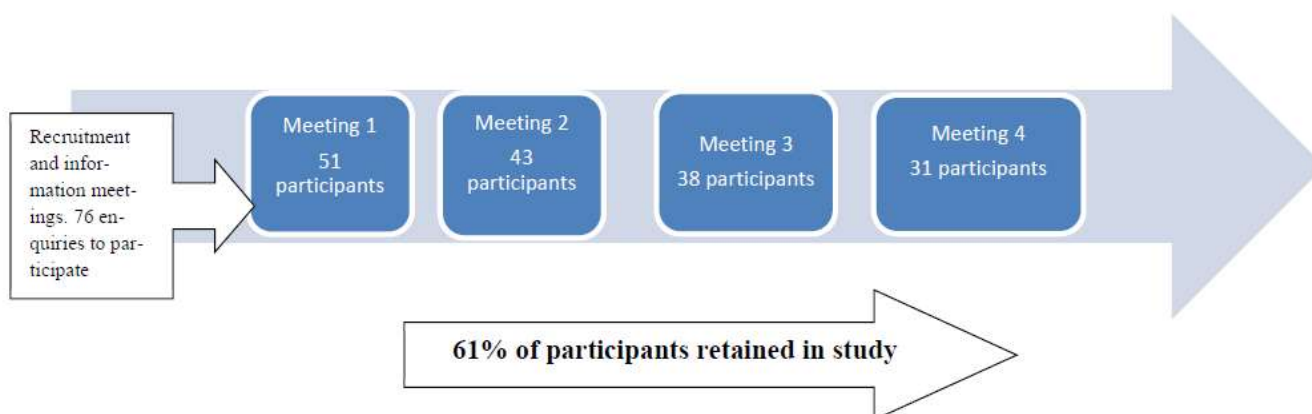 Recruitment
and infor-
mation meet-
ings. 76 en-
quiries to par-
ticipate
Meeting 1
51
participants
Meeting 2
43
participants
Meeting 3
38 participants
Meeting 4
31 participants
61% of participants retained in study